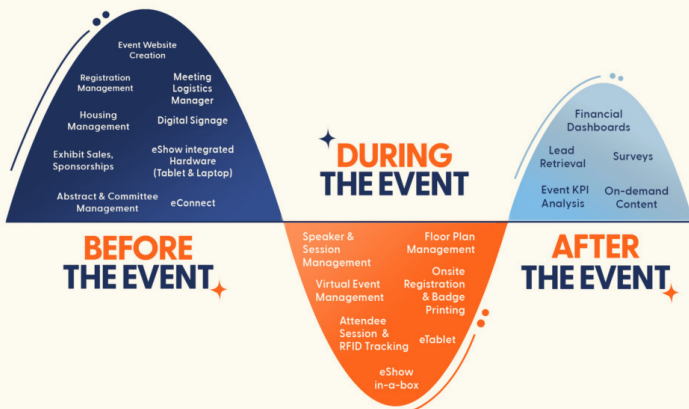 Event Website
Creation
Registration
Management
Meeting
Logistics
Manager
Housing
Management
Digital Signage
Exhibit Sales,
Sponsorships
eShow integrated
Hardware
(Tablet & Laptop)
Abstract & Committee
Management
eConnect
BEFORE
THE EVENT
DURING
THE EVENT
Speaker &
Session
Management
Floor Plan
Management
Virtual Event
Management
Onsite
Registration
& Badge
Printing
Attendee
Session &
RFID Tracking
eTablet
eShow
in-a-box
Financial
Dashboards
Lead
Retrieval
Surveys
Event KPI
Analysis
On-demand
Content
AFTER
THE EVENT